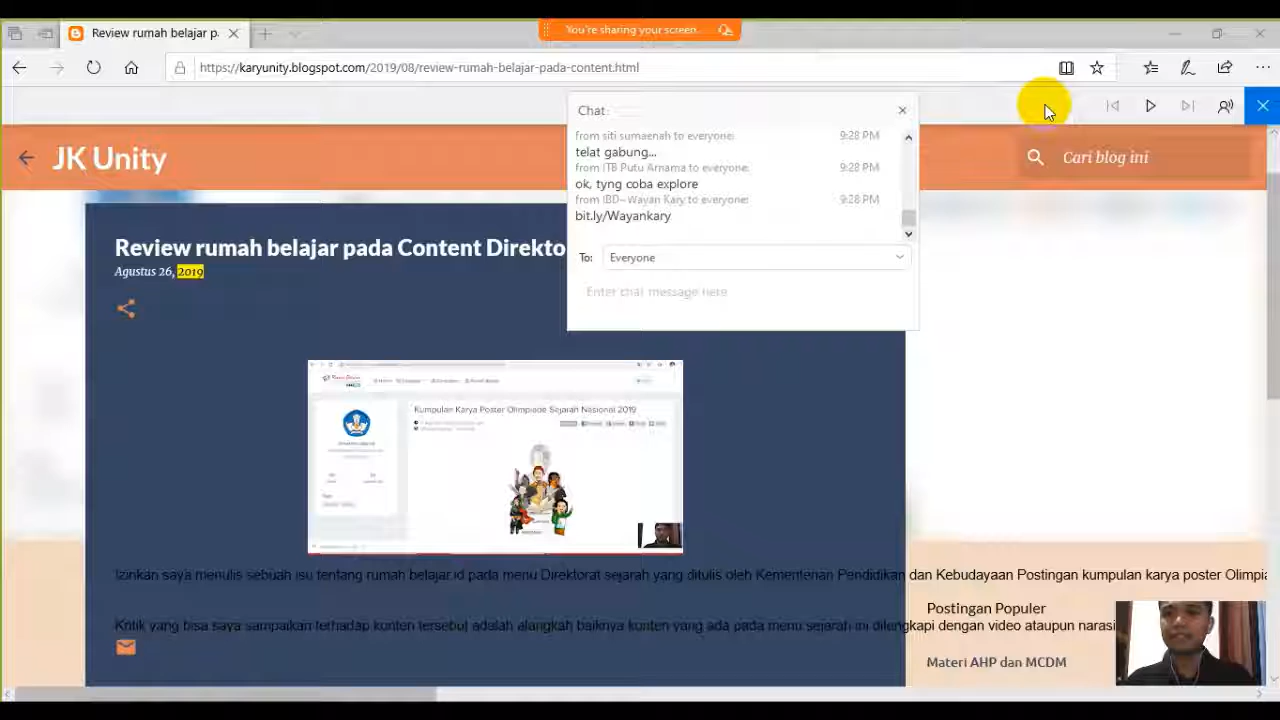 Review rumah belajar p
You're sharing your screen.
https://karyunity.blogspot.com/2019/08/review-rumah-belajar-pada-content.html
Chat
from siti sumaenah to everyone: 9:28 PM
telat gabung...
from ITB Putu Arnama to everyone: 9:28 PM
ok, tyng coba explore
from IBD--Wayan Kary to everyone: 9:28 PM
bit.ly/Wayankary
To: Everyone
Enter chat message here
JK Unity
Cari blog ini
Review rumah belajar pada Content Direkto
Agustus 26, 2019
Kumpulan Karya Poster Olimpiade Sejarah Nasional 2019
Izinkan saya menulis sebuah isu tentang rumah belajar.id pada menu Direktorat sejarah yang ditulis oleh Kementerian Pendidikan dan Kebudayaan Postingan kumpulan karya poster Olimpia
Kritik yang bisa saya sampaikan terhadap konten tersebut adalah alangkah baiknya konten yang ada pada menu sejarah ini dilengkapi dengan video ataupun narasi
Postingan Populer
Materi AHP dan MCDM